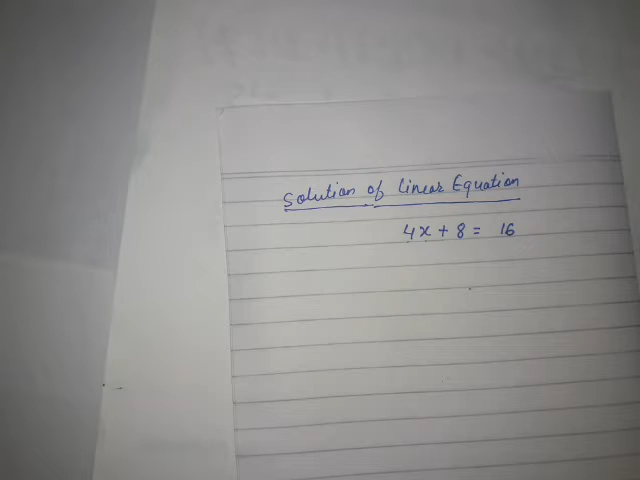 Solution of Linear Equation
4x + 8 = 16